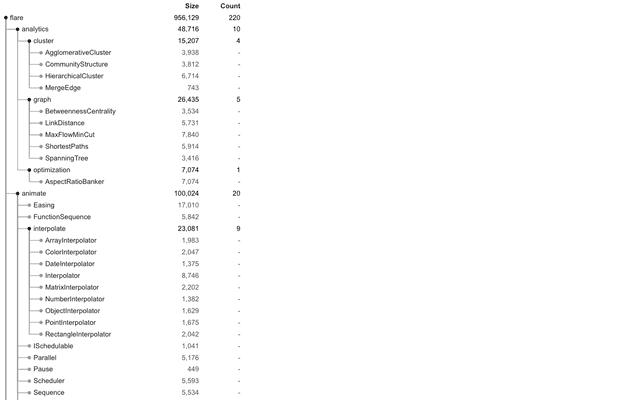 Size Count
flare 956,129 220
analytics 48,716 10
cluster 15,207 4
AgglomerativeCluster 3,938 -
CommunityStructure 3,812 -
HierarchicalCluster 6,714 -
MergeEdge 743 -
graph 26,435 5
BetweennessCentrality 3,534 -
LinkDistance 5,731 -
MaxFlowMinCut 7,840 -
ShortestPaths 5,914 -
SpanningTree 3,416 -
optimization 7,074 1
AspectRatioBanker 7,074 -
animate 100,024 20
Easing 17,010 -
FunctionSequence 5,842 -
interpolate 23,081 9
ArrayInterpolator 1,983 -
ColorInterpolator 2,047 -
DateInterpolator 1,375 -
Interpolator 8,746 -
MatrixInterpolator 2,202 -
NumberInterpolator 1,382 -
ObjectInterpolator 1,629 -
PointInterpolator 1,675 -
RectangleInterpolator 2,042 -
ISchedulable 1,041 -
Parallel 5,176 -
Pause 449 -
Scheduler 5,593 -
Sequence 5,534 -